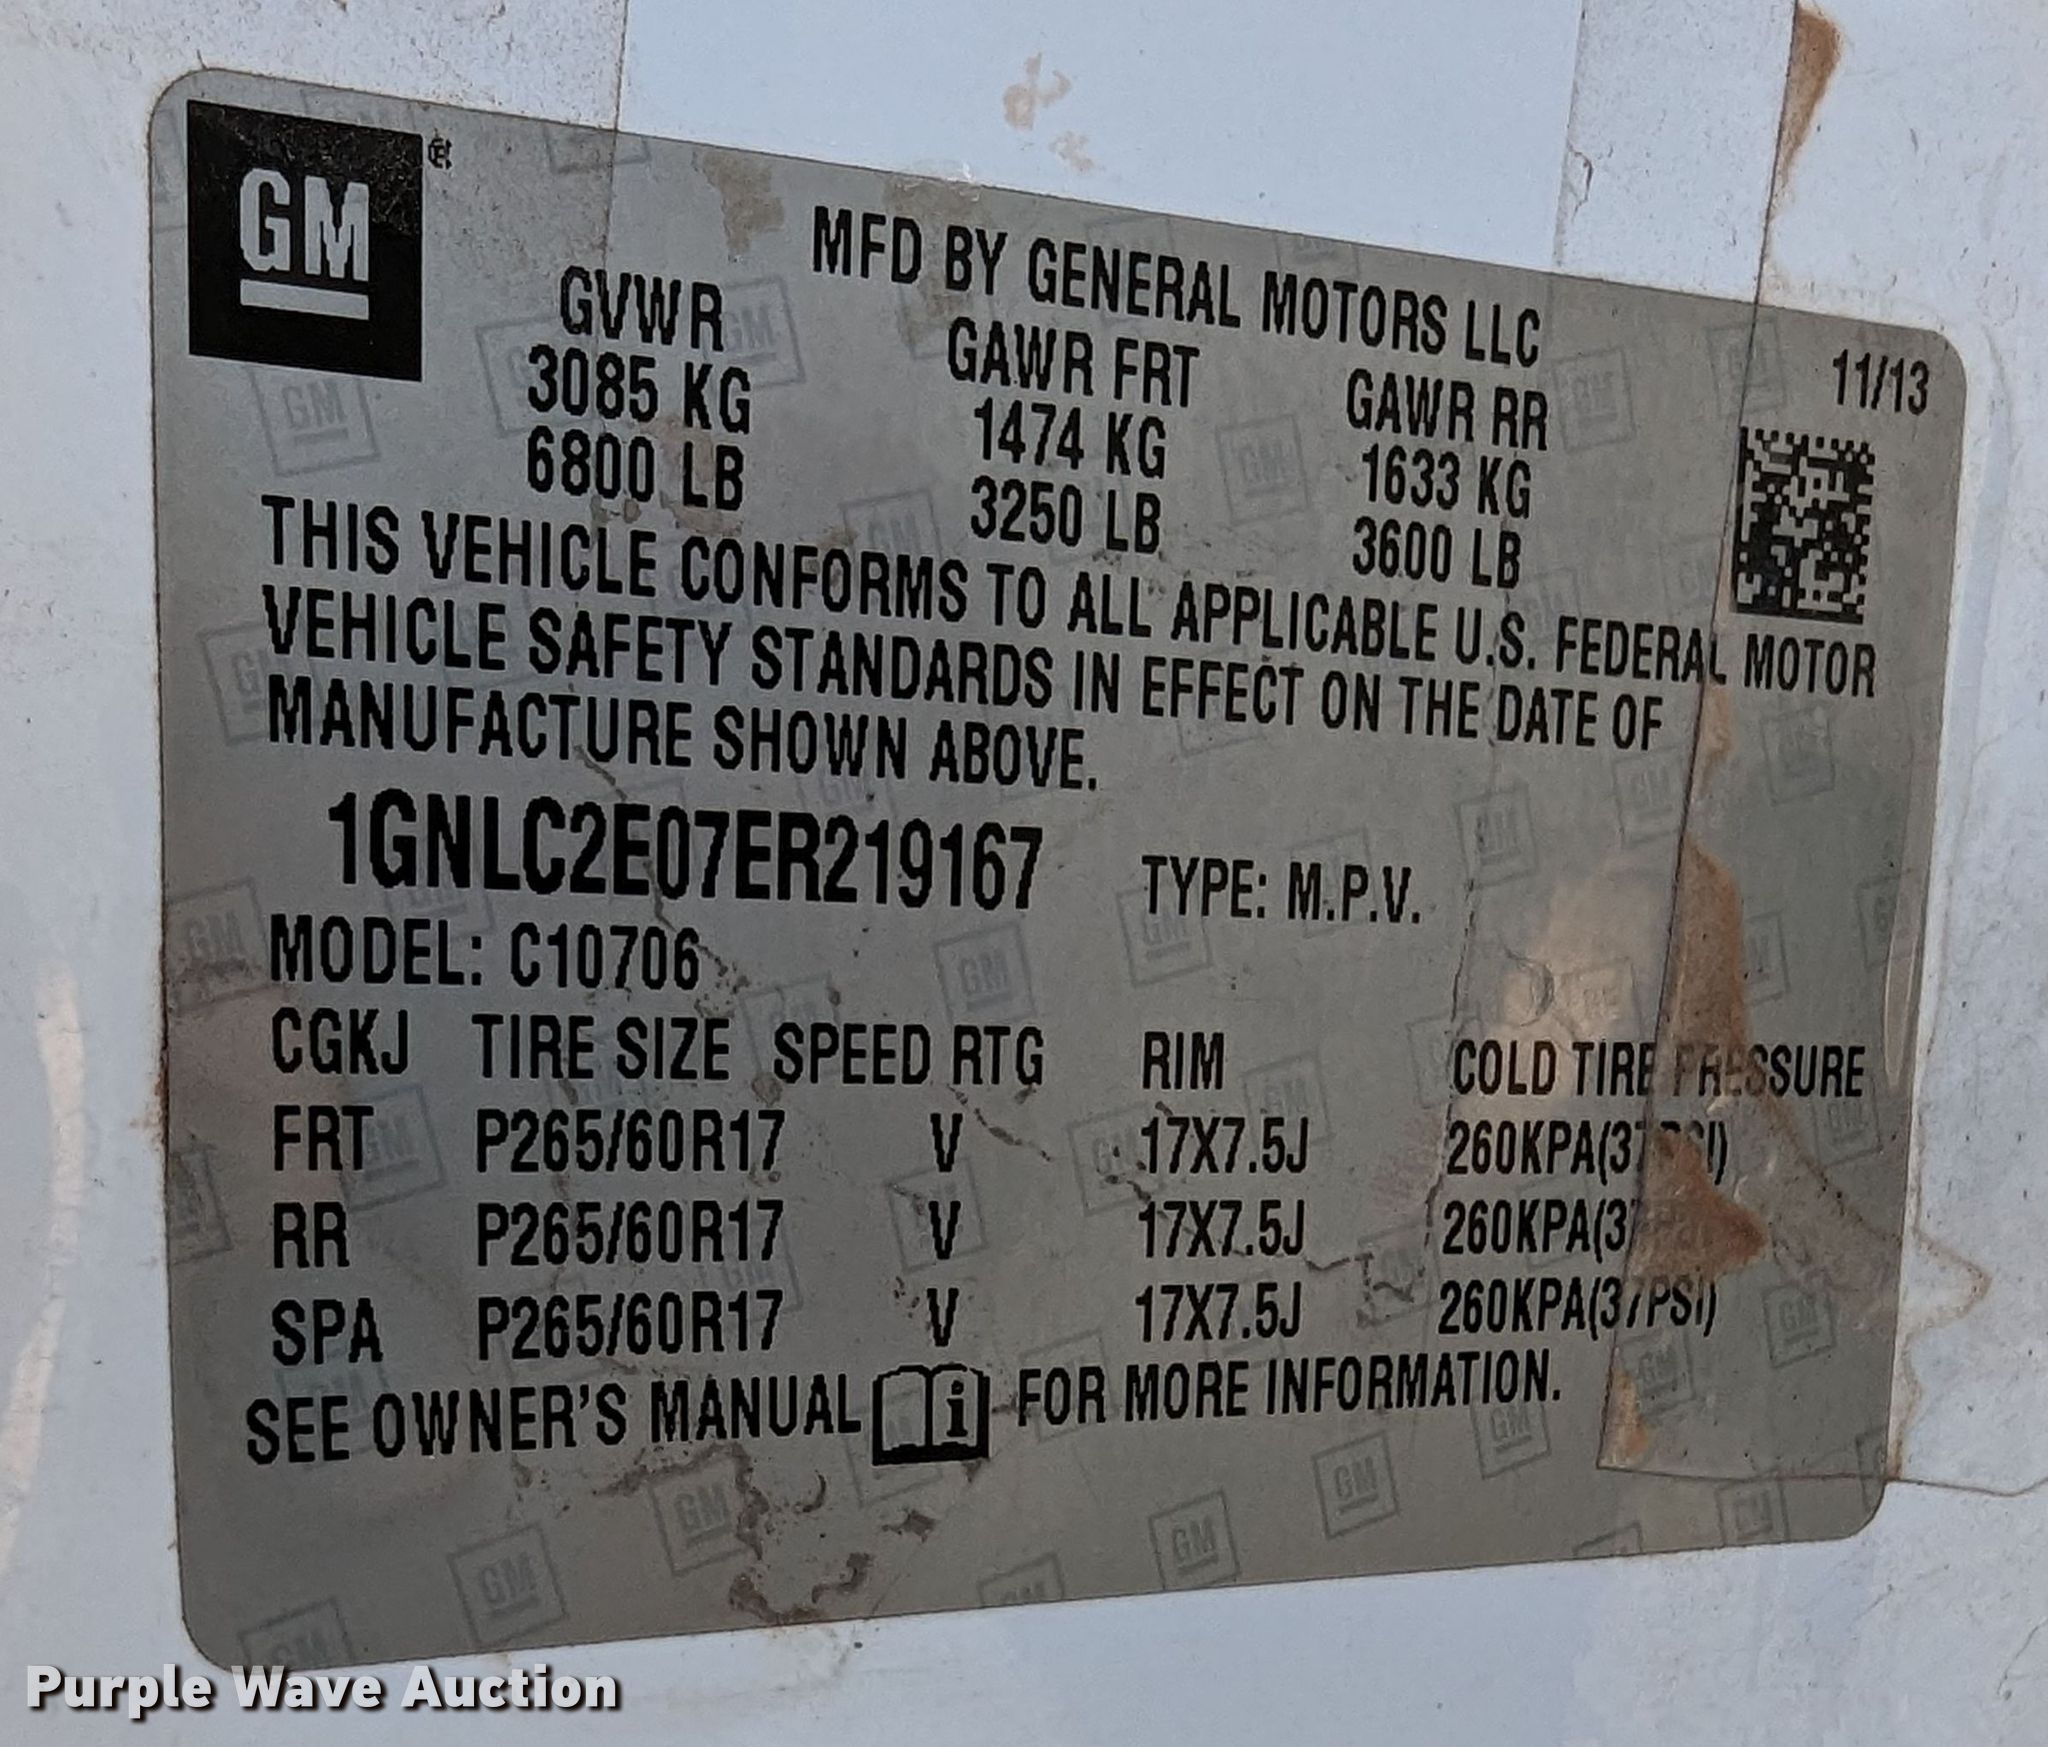 GM ®
MFD BY GENERAL MOTORS LLC
11/13
GVWR GAWR FRT GAWR RR
3085 KG 1474 KG 1633 KG
6800 LB 3250 LB 3600 LB
THIS VEHICLE CONFORMS TO ALL APPLICABLE U.S. FEDERAL MOTOR
VEHICLE SAFETY STANDARDS IN EFFECT ON THE DATE OF
MANUFACTURE SHOWN ABOVE.
1GNLC2E07ER219167 TYPE: M.P.V.
MODEL: C10706
CGKJ TIRE SIZE SPEED RTG RIM COLD TIRE PRESSURE
FRT P265/60R17 V 17X7.5J 260KPA(37PSI)
RR P265/60R17 V 17X7.5J
SPA P265/60R17 V 17X7.5J 260KPA(37PSI)
SEE OWNER'S MANUAL i FOR MORE INFORMATION.
Purple Wave Auction